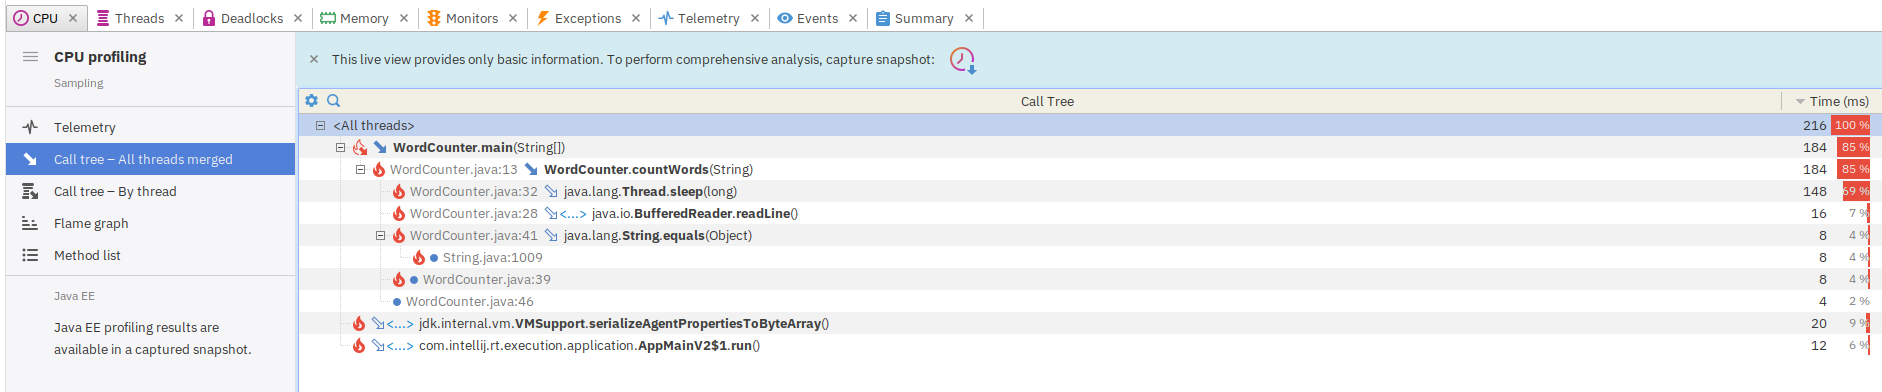 CPU Threads Deadlocks Memory Monitors Exceptions Telemetry Events Summary
CPU profiling
Sampling
Telemetry
Call tree – All threads merged
Call tree – By thread
Flame graph
Method list
Java EE
Java EE profiling results are
available in a captured snapshot.
This live view provides only basic information. To perform comprehensive analysis, capture snapshot:
Call Tree Time (ms)
<All threads> 216 100 %
WordCounter.main(String[]) 184 85 %
WordCounter.java:13 WordCounter.countWords(String) 184 85 %
WordCounter.java:32 java.lang.Thread.sleep(long) 148 69 %
WordCounter.java:28 <...> java.io.BufferedReader.readLine() 16 7 %
WordCounter.java:41 java.lang.String.equals(Object) 8 4 %
String.java:1009 8 4 %
WordCounter.java:39 8 4 %
WordCounter.java:46 4 2 %
<...> jdk.internal.vm.VMSupport.serializeAgentPropertiesToByteArray() 20 9 %
<...> com.intellij.rt.execution.application.AppMainV2$1.run() 12 6 %